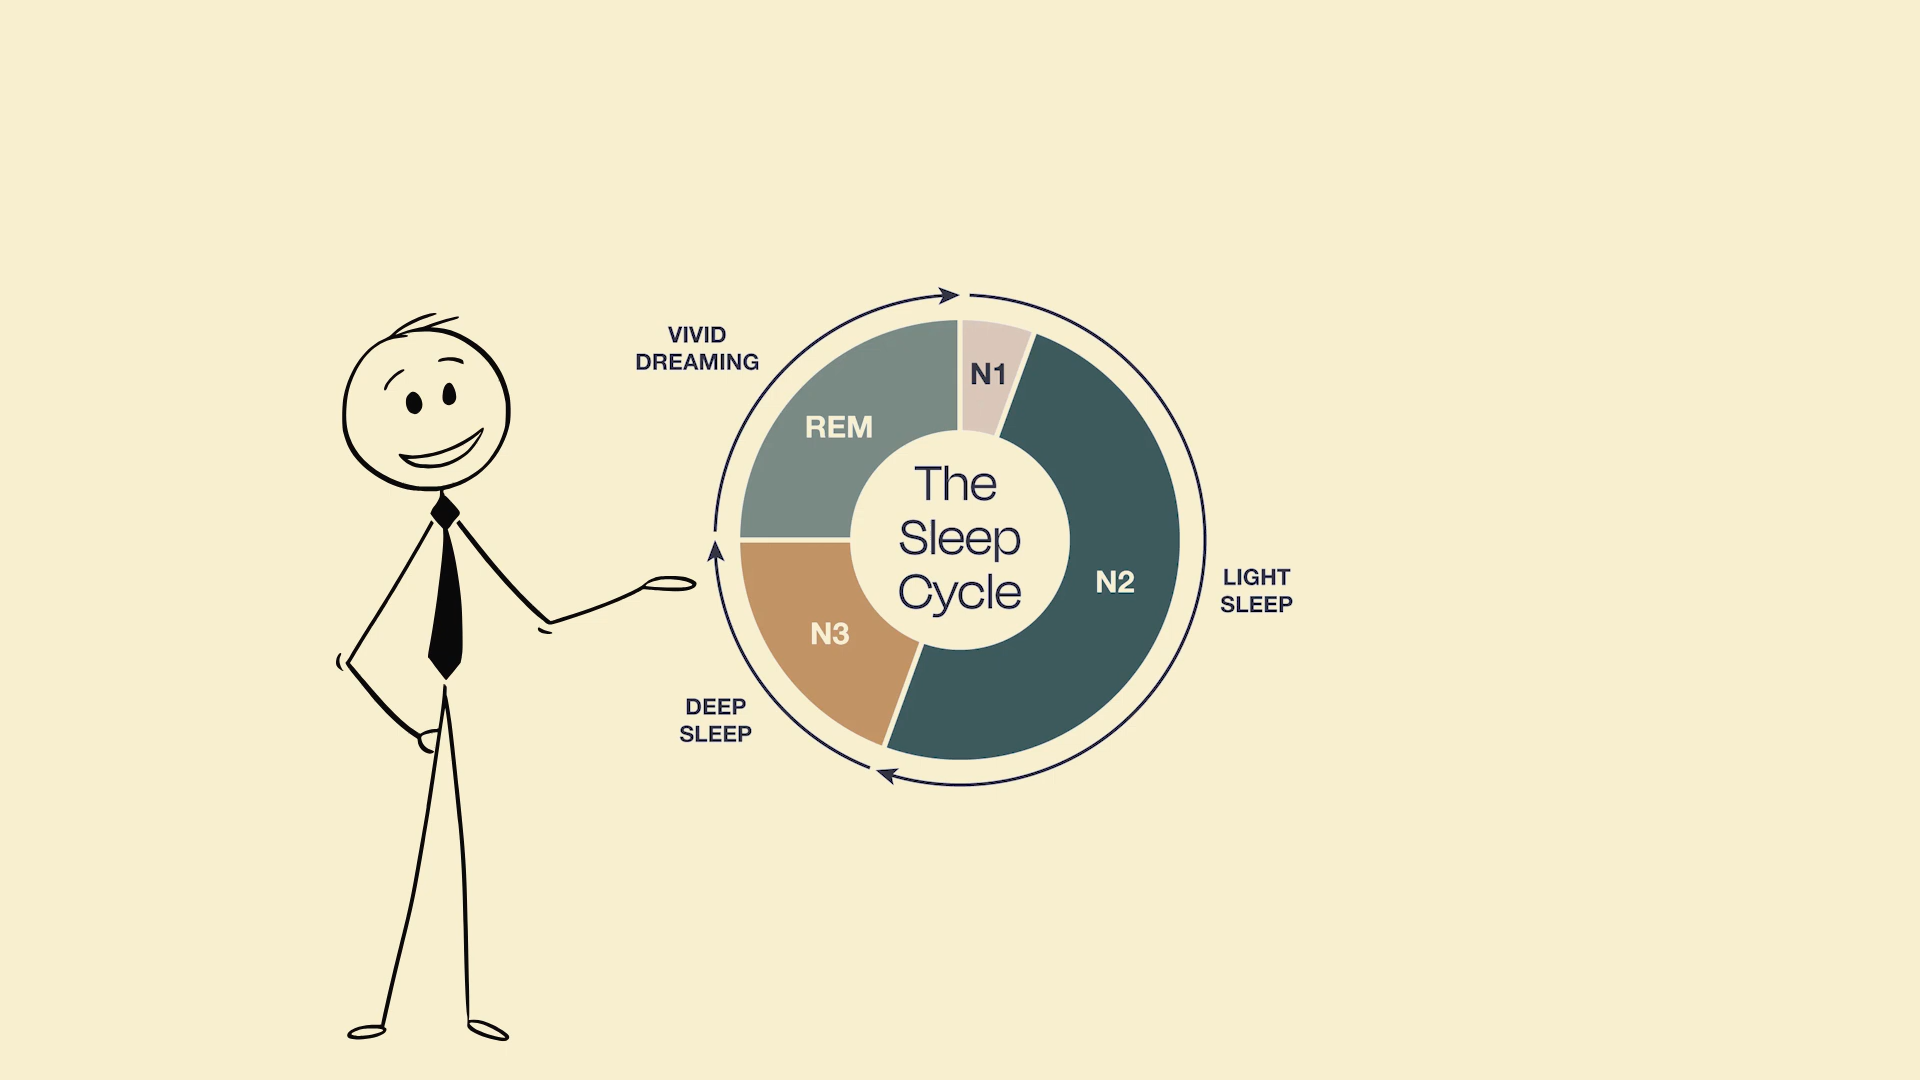 VIVID
DREAMING
N1
REM
The
Sleep
Cycle
N2
LIGHT
SLEEP
N3
DEEP
SLEEP